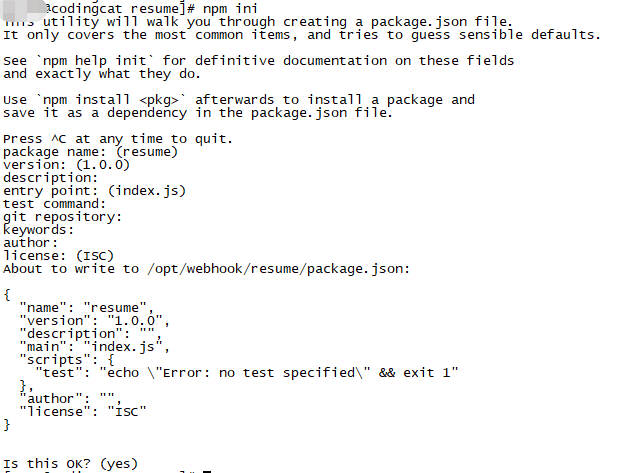 @codingcat resume]# npm ini
This utility will walk you through creating a package.json file.
It only covers the most common items, and tries to guess sensible defaults.
See `npm help init` for definitive documentation on these fields
and exactly what they do.
Use `npm install <pkg>` afterwards to install a package and
save it as a dependency in the package.json file.
Press ^C at any time to quit.
package name: (resume)
version: (1.0.0)
description:
entry point: (index.js)
test command:
git repository:
keywords:
author:
license: (ISC)
About to write to /opt/webhook/resume/package.json:
{
  "name": "resume",
  "version": "1.0.0",
  "description": "",
  "main": "index.js",
  "scripts": {
    "test": "echo \"Error: no test specified\" && exit 1"
  },
  "author": "",
  "license": "ISC"
}
Is this OK? (yes)